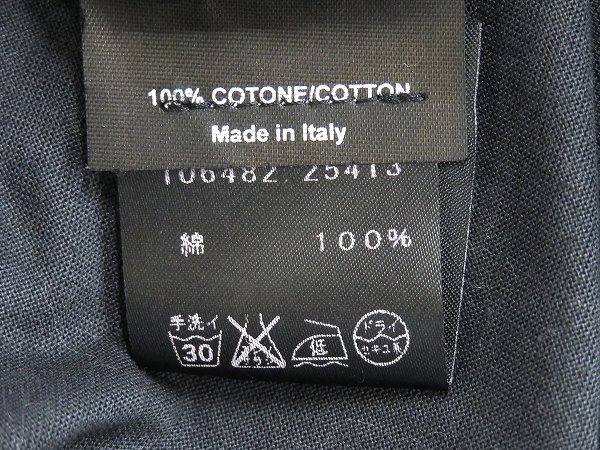 100% COTONE/COTTON
Made in Italy
106482. 25413
綿 100%
手洗イ
30
低
ドライ
セキユ系